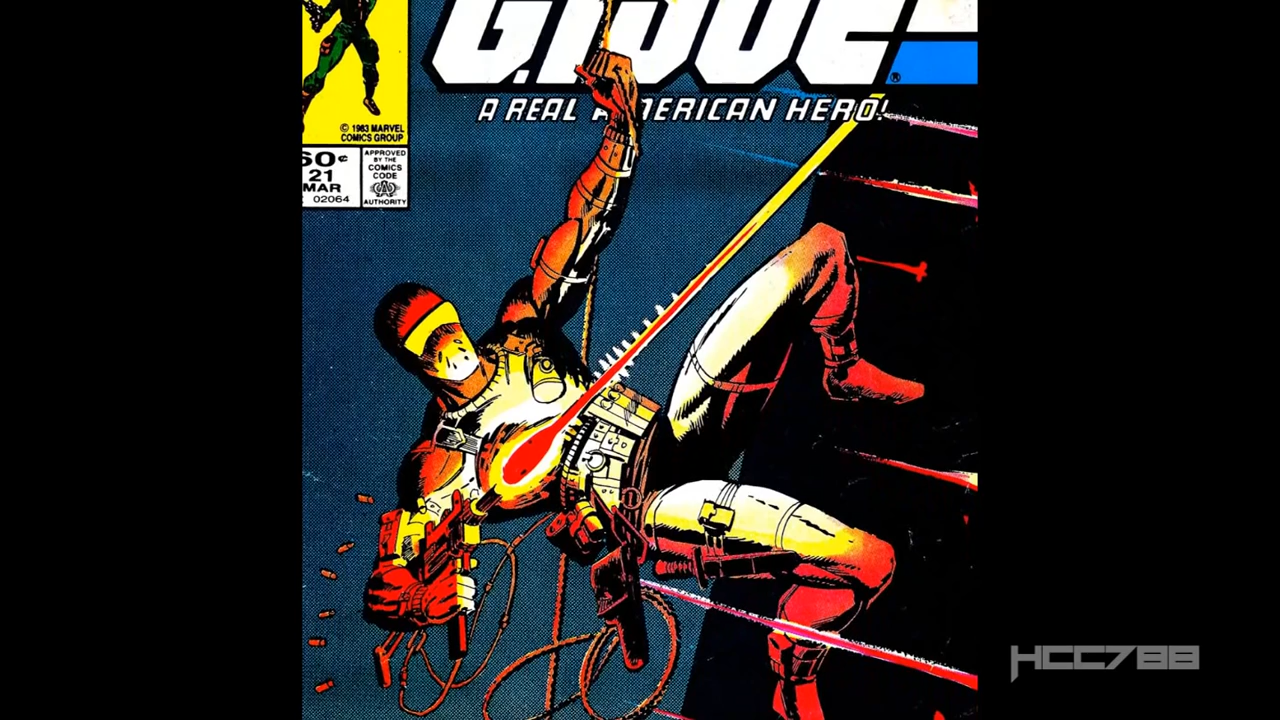 G.I.JOE®
A REAL AMERICAN HERO!
© 1983 MARVEL
COMICS GROUP
60¢
21
MAR
02064
APPROVED
BY THE
COMICS
CODE
AUTHORITY
HCC788